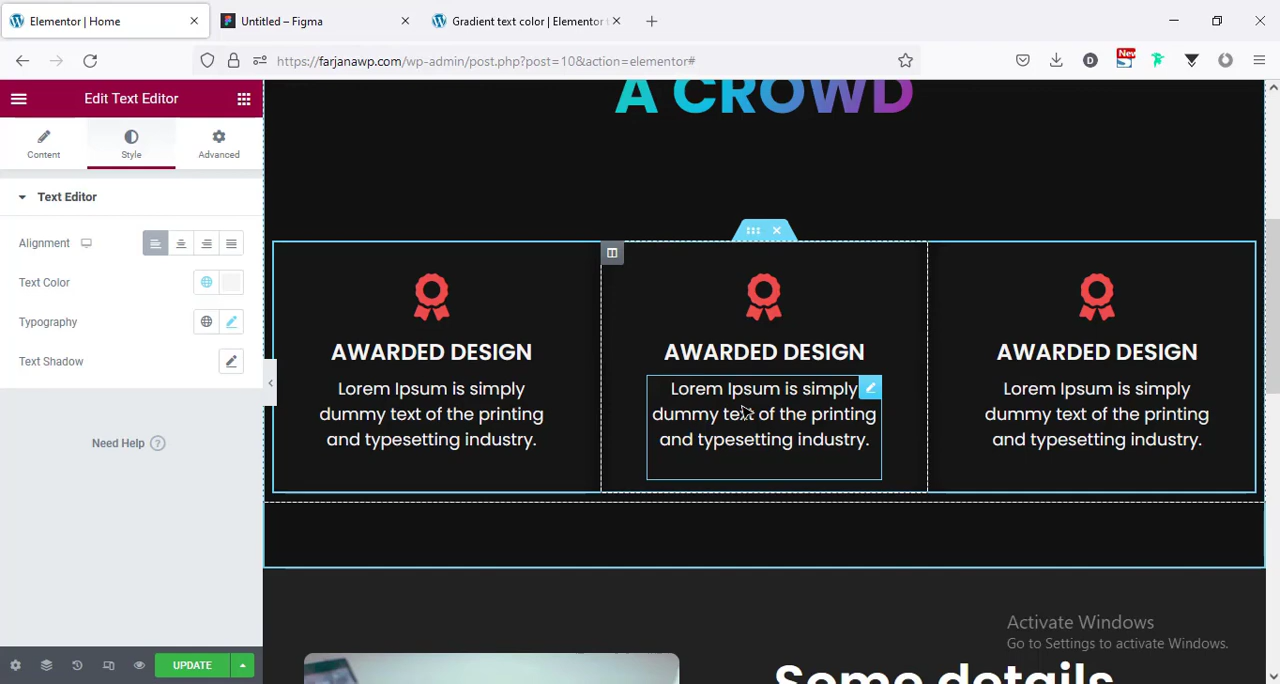 Elementor | Home
Untitled – Figma
Gradient text color | Elementor t
https://farjanawp.com/wp-admin/post.php?post=10&action=elementor#
New
D
Edit Text Editor
Content
Style
Advanced
Text Editor
Alignment
Text Color
Typography
Text Shadow
Need Help
UPDATE
A CROWD
AWARDED DESIGN
Lorem Ipsum is simply
dummy text of the printing
and typesetting industry.
AWARDED DESIGN
Lorem Ipsum is simply
dummy text of the printing
and typesetting industry.
AWARDED DESIGN
Lorem Ipsum is simply
dummy text of the printing
and typesetting industry.
Some details
Activate Windows
Go to Settings to activate Windows.